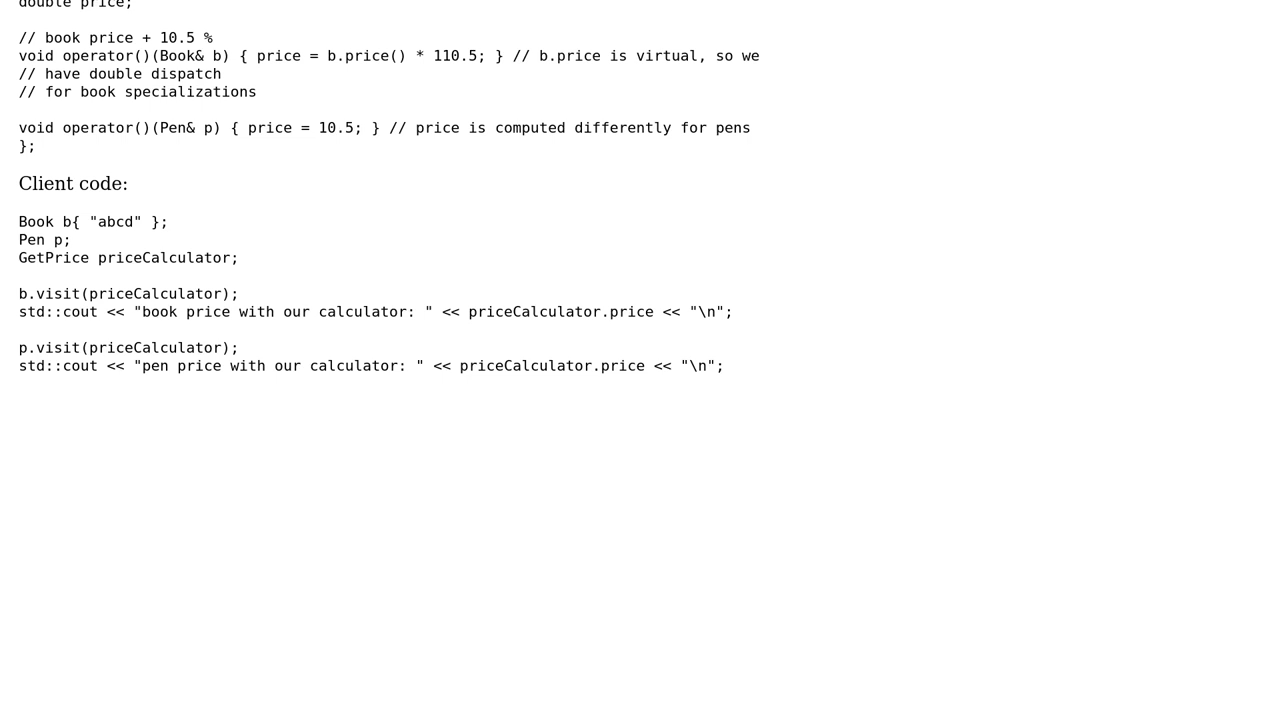 double price;
// book price + 10.5 %
void operator()(Book& b) { price = b.price() * 110.5; } // b.price is virtual, so we
// have double dispatch
// for book specializations
void operator()(Pen& p) { price = 10.5; } // price is computed differently for pens
};
Client code:
Book b{ "abcd" };
Pen p;
GetPrice priceCalculator;
b.visit(priceCalculator);
std::cout << "book price with our calculator: " << priceCalculator.price << "\n";
p.visit(priceCalculator);
std::cout << "pen price with our calculator: " << priceCalculator.price << "\n";